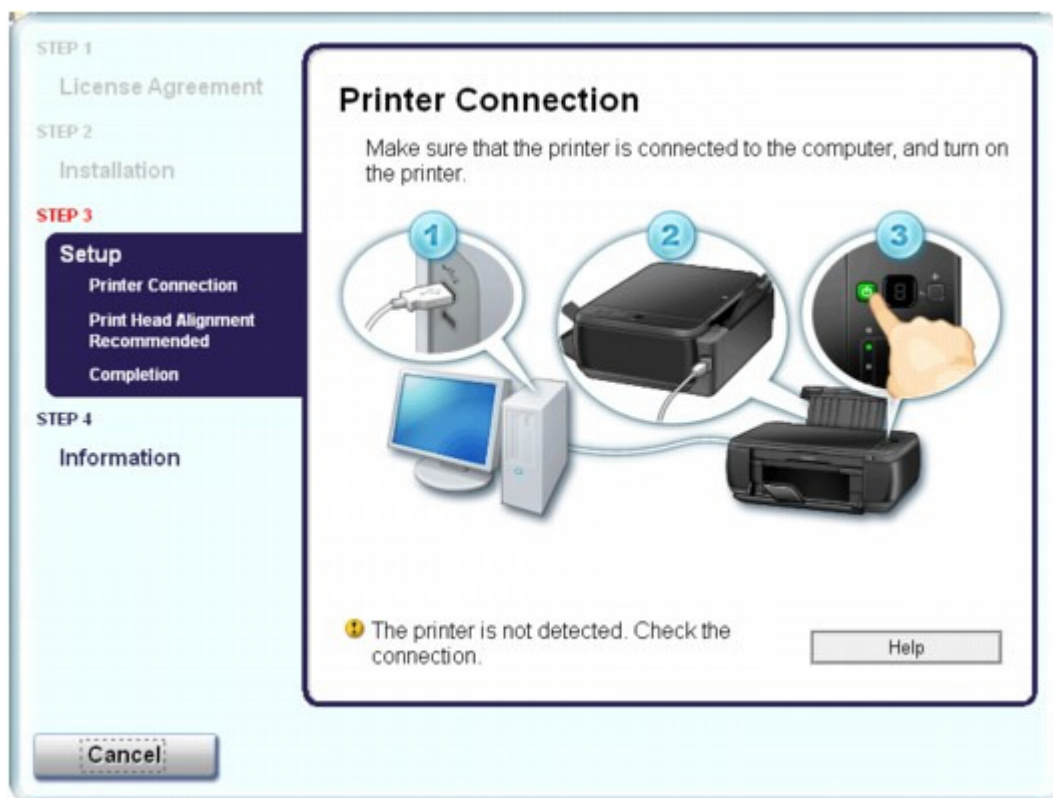 STEP 1
License Agreement
STEP 2
Installation
STEP 3
Setup
Printer Connection
Print Head Alignment
Recommended
Completion
STEP 4
Information
Cancel
Printer Connection
Make sure that the printer is connected to the computer, and turn on
the printer.
1
2
3
The printer is not detected. Check the
connection.
Help